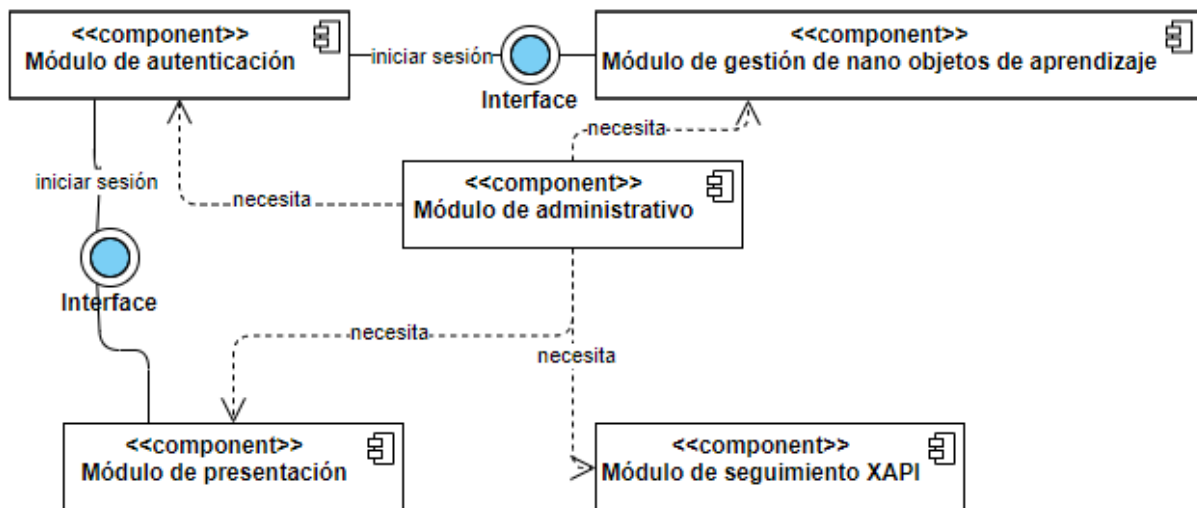 <<component>>
Módulo de autenticación
iniciar sesión
Interface
<<component>>
Módulo de gestión de nano objetos de aprendizaje
necesita
<<component>>
Módulo de administrativo
necesita
iniciar sesión
Interface
necesita
necesita
<<component>>
Módulo de presentación
<<component>>
Módulo de seguimiento XAPI